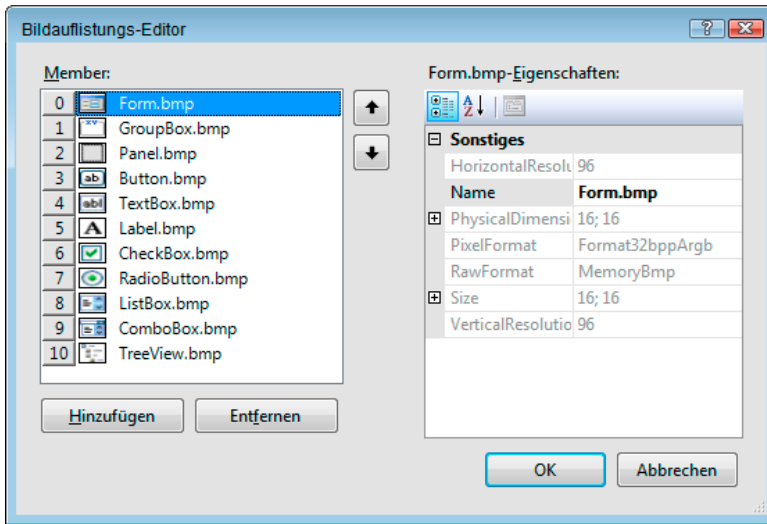 Bildauflistungs-Editor
?
Member:
0 Form.bmp
1 GroupBox.bmp
2 Panel.bmp
3 ab Button.bmp
4 abl TextBox.bmp
5 A Label.bmp
6 CheckBox.bmp
7 RadioButton.bmp
8 ListBox.bmp
9 ComboBox.bmp
10 TreeView.bmp
Hinzufügen
Entfernen
Form.bmp-Eigenschaften:
A
Z
Sonstiges
HorizontalResolu 96
Name Form.bmp
PhysicalDimensi 16; 16
PixelFormat Format32bppArgb
RawFormat MemoryBmp
Size 16; 16
VerticalResolutio 96
OK
Abbrechen